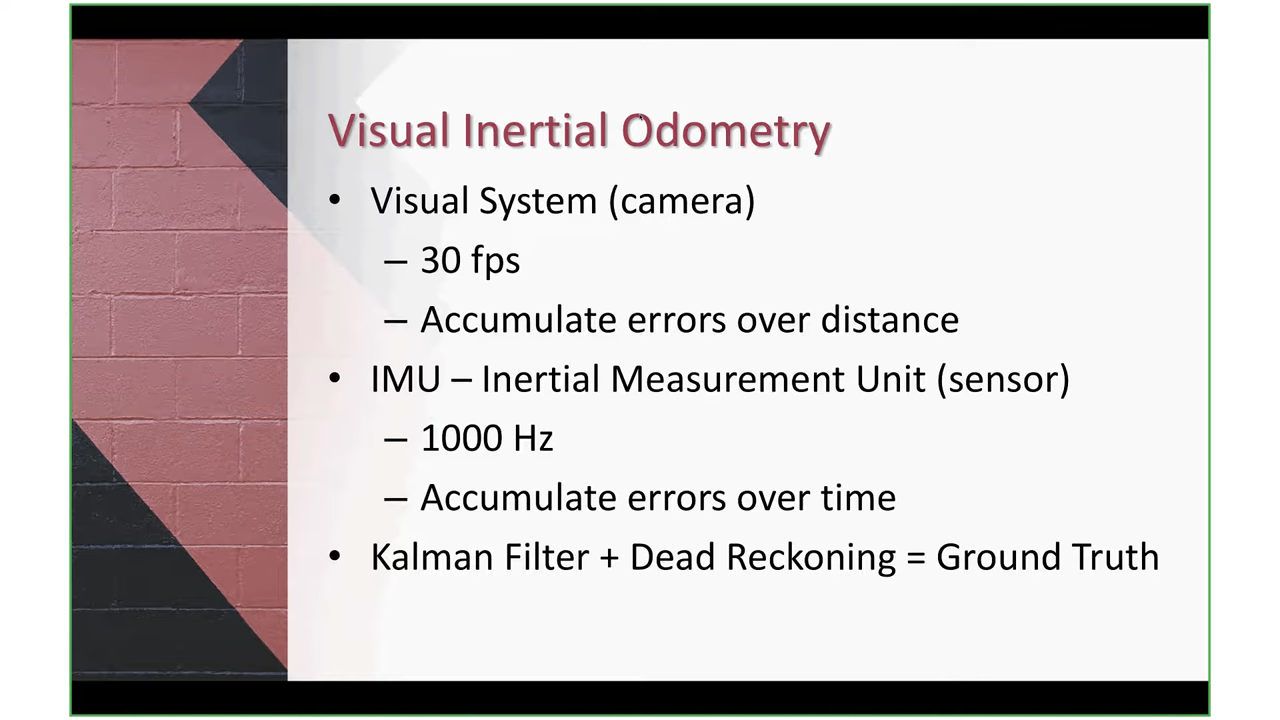 Visual Inertial Odometry
• Visual System (camera)
– 30 fps
– Accumulate errors over distance
• IMU – Inertial Measurement Unit (sensor)
– 1000 Hz
– Accumulate errors over time
• Kalman Filter + Dead Reckoning = Ground Truth